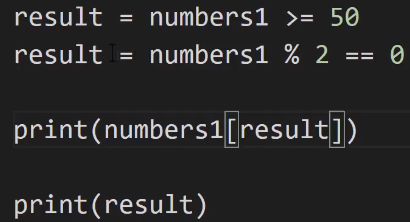 result = numbers1 >= 50
result = numbers1 % 2 == 0
print(numbers1[result])
print(result)